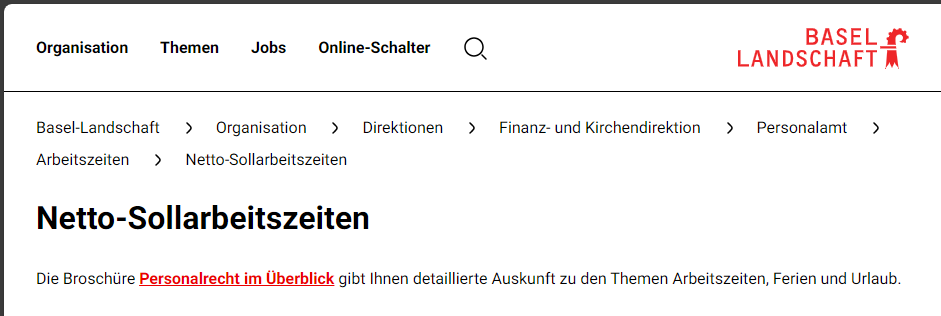 Organisation Themen Jobs Online-Schalter
BASEL
LANDSCHAFT
Basel-Landschaft > Organisation > Direktionen > Finanz- und Kirchendirektion > Personalamt >
Arbeitszeiten > Netto-Sollarbeitszeiten
Netto-Sollarbeitszeiten
Die Broschüre Personalrecht im Überblick gibt Ihnen detaillierte Auskunft zu den Themen Arbeitszeiten, Ferien und Urlaub.